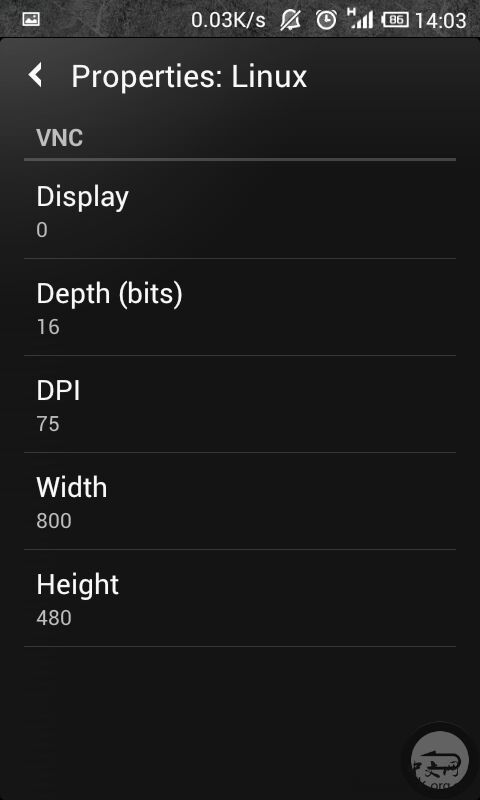 0.03K/s H 86 14:03
Properties: Linux
VNC
Display
0
Depth (bits)
16
DPI
75
Width
800
Height
480